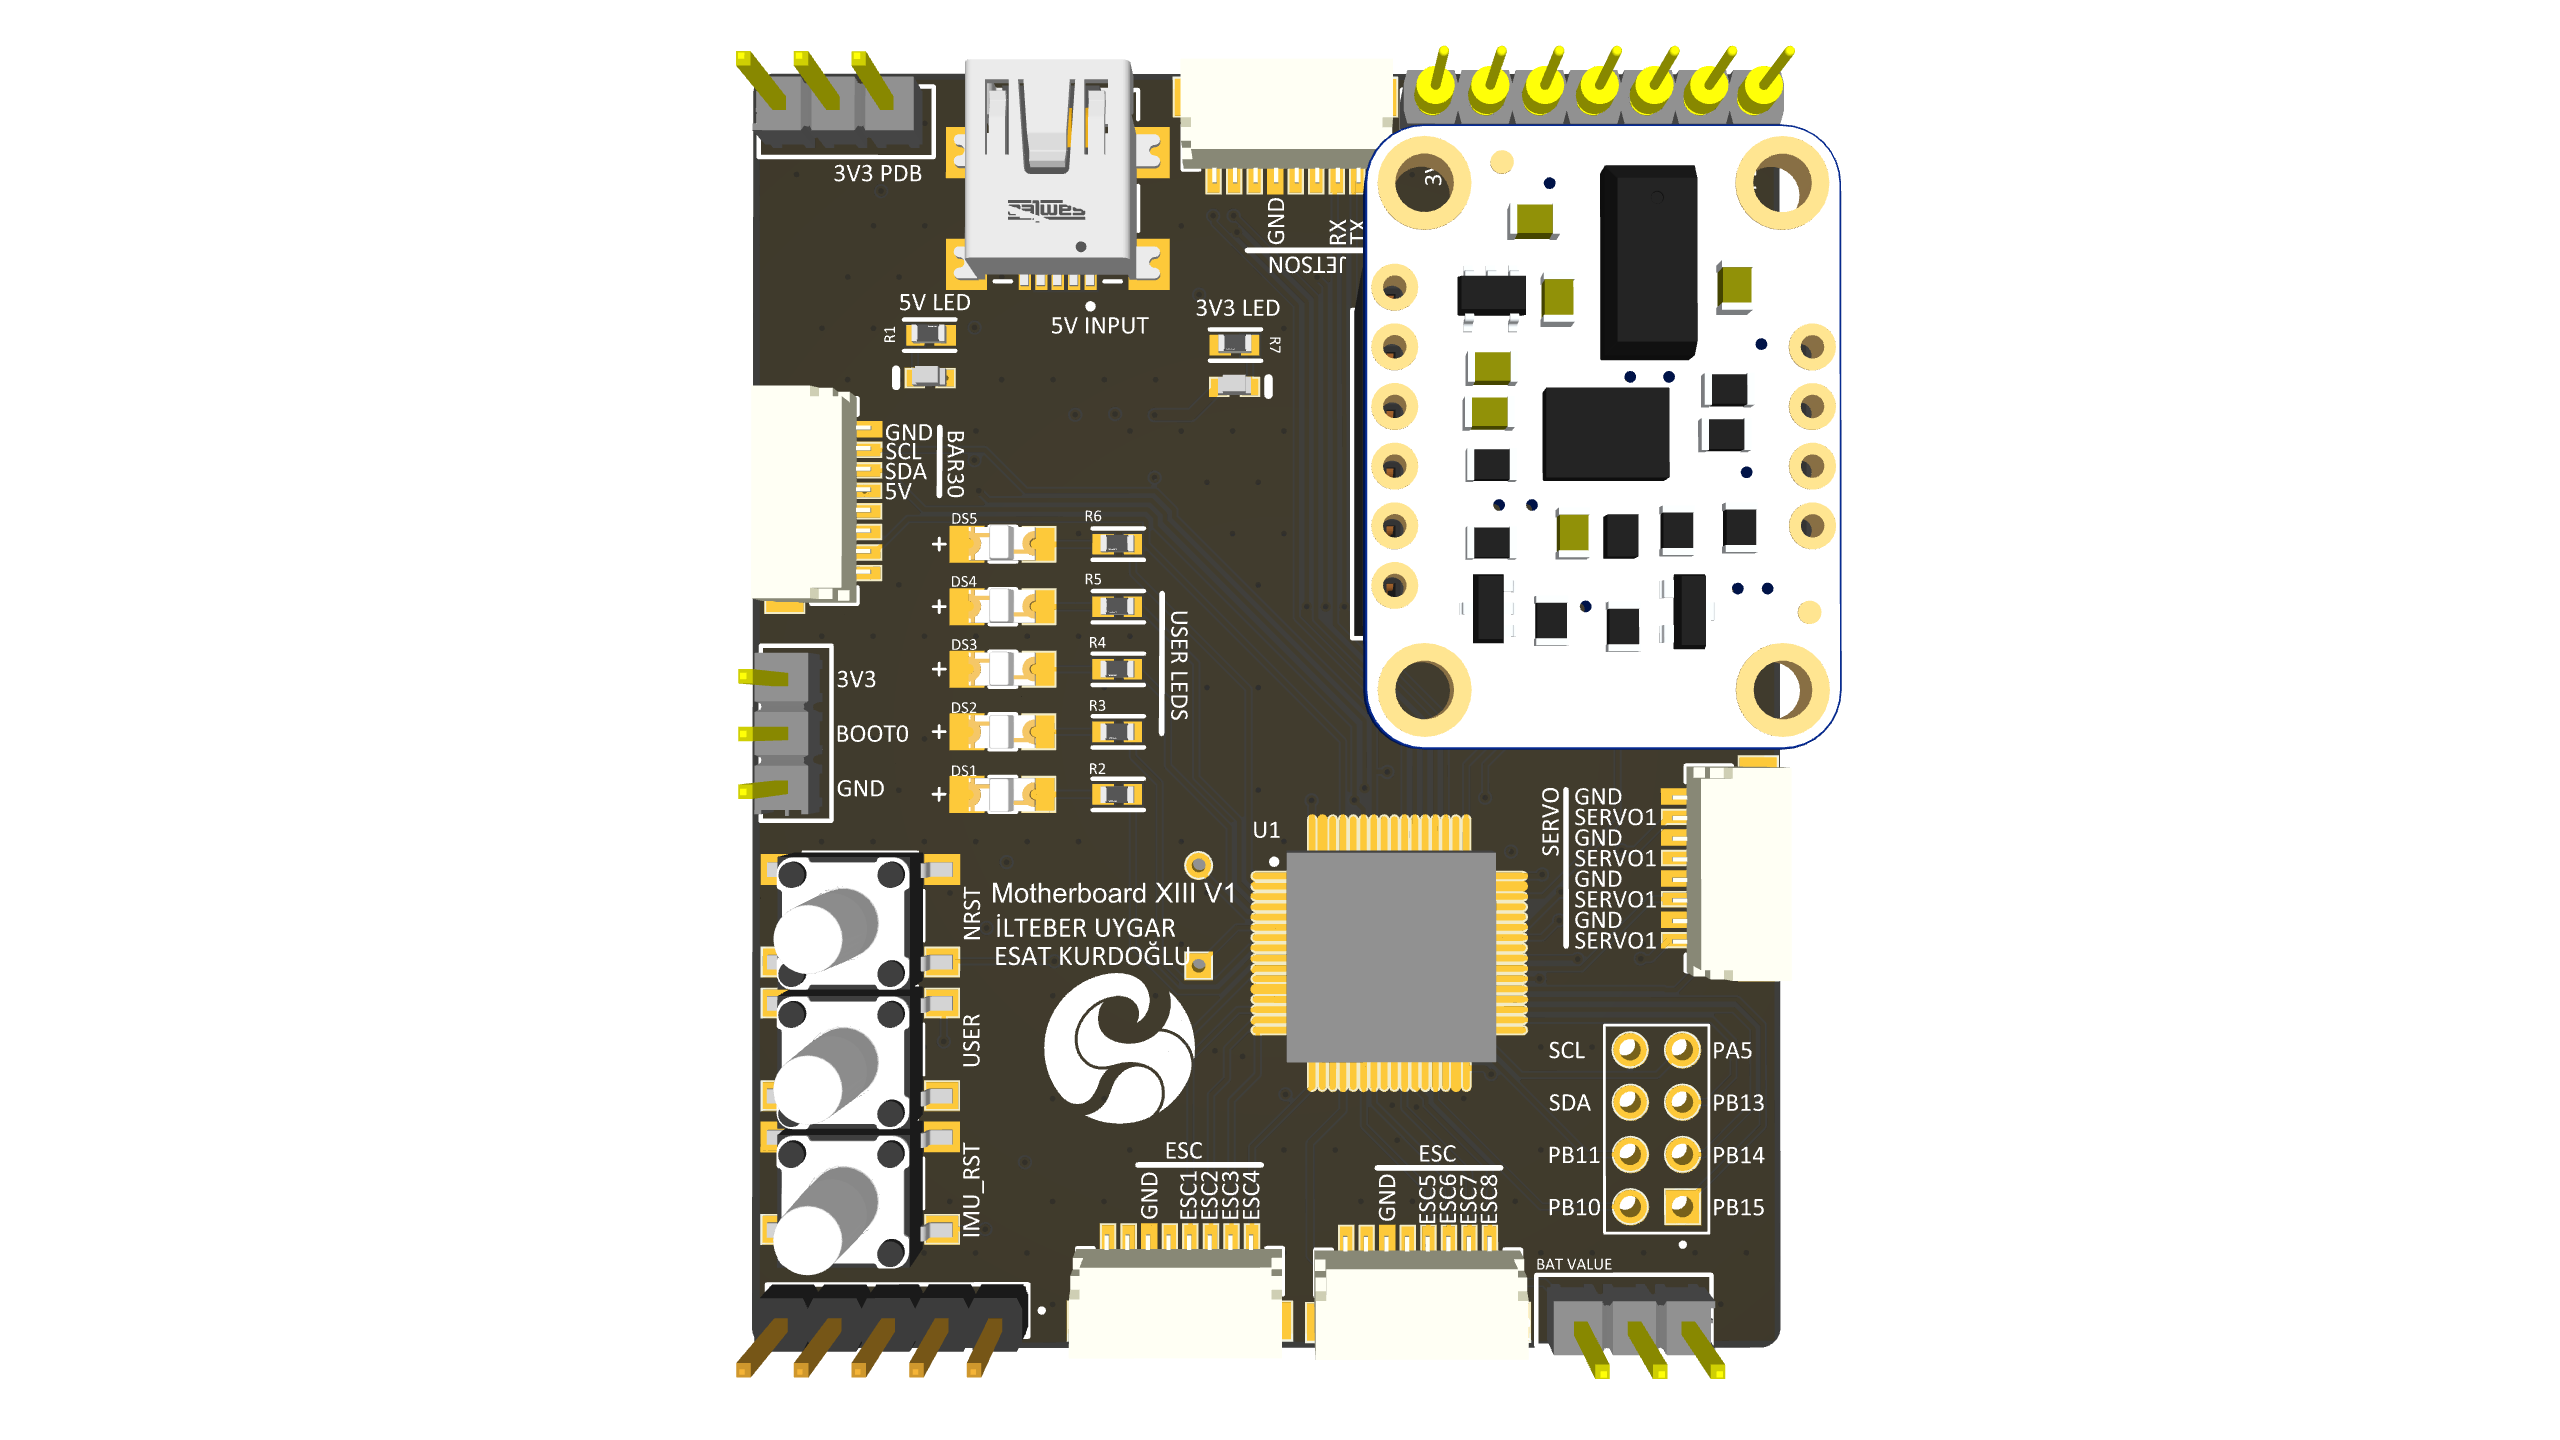 3V3 PDB
samtec
3V
GND
RX
TX
JETSON
5V LED
R1
5V INPUT
3V3 LED
R7
GND
SCL
SDA
5V
BAR30
DS5
R6
DS4
R5
DS3
R4
DS2
R3
DS1
R2
+
+
+
+
+
USER LEDS
3V3
BOOT0
GND
SERVO
GND
SERVO1
GND
SERVO1
GND
SERVO1
GND
SERVO1
U1
Motherboard XIII V1
İLTEBER UYGAR
ESAT KURDOĞLU
NRST
USER
IMU_RST
SCL
PA5
SDA
PB13
PB11
PB14
PB10
PB15
ESC
GND
ESC1
ESC2
ESC3
ESC4
ESC
GND
ESC5
ESC6
ESC7
ESC8
BAT VALUE